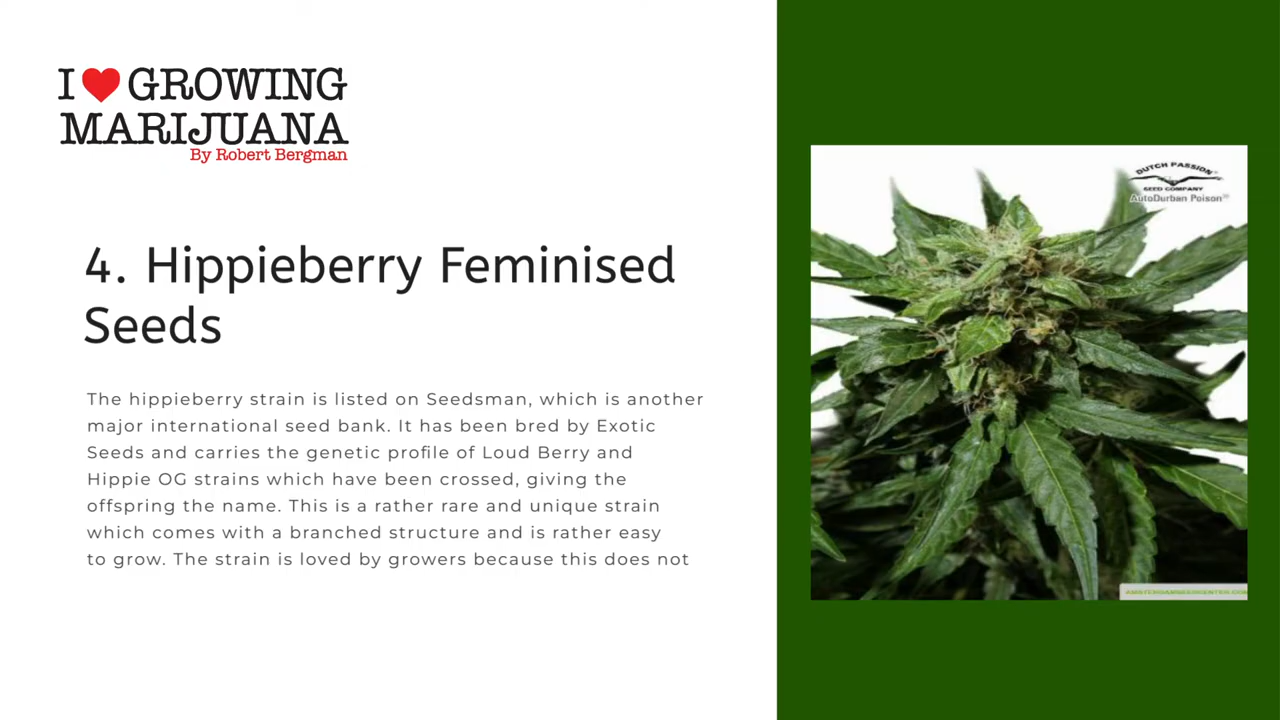 I ❤ GROWING
MARIJUANA
By Robert Bergman
4. Hippieberry Feminised
Seeds
The hippieberry strain is listed on Seedsman, which is another
major international seed bank. It has been bred by Exotic
Seeds and carries the genetic profile of Loud Berry and
Hippie OG strains which have been crossed, giving the
offspring the name. This is a rather rare and unique strain
which comes with a branched structure and is rather easy
to grow. The strain is loved by growers because this does not
DUTCH PASSION
SEED COMPANY
AutoDurban Poison
AMSTERDAMSEEDCENTER.COM